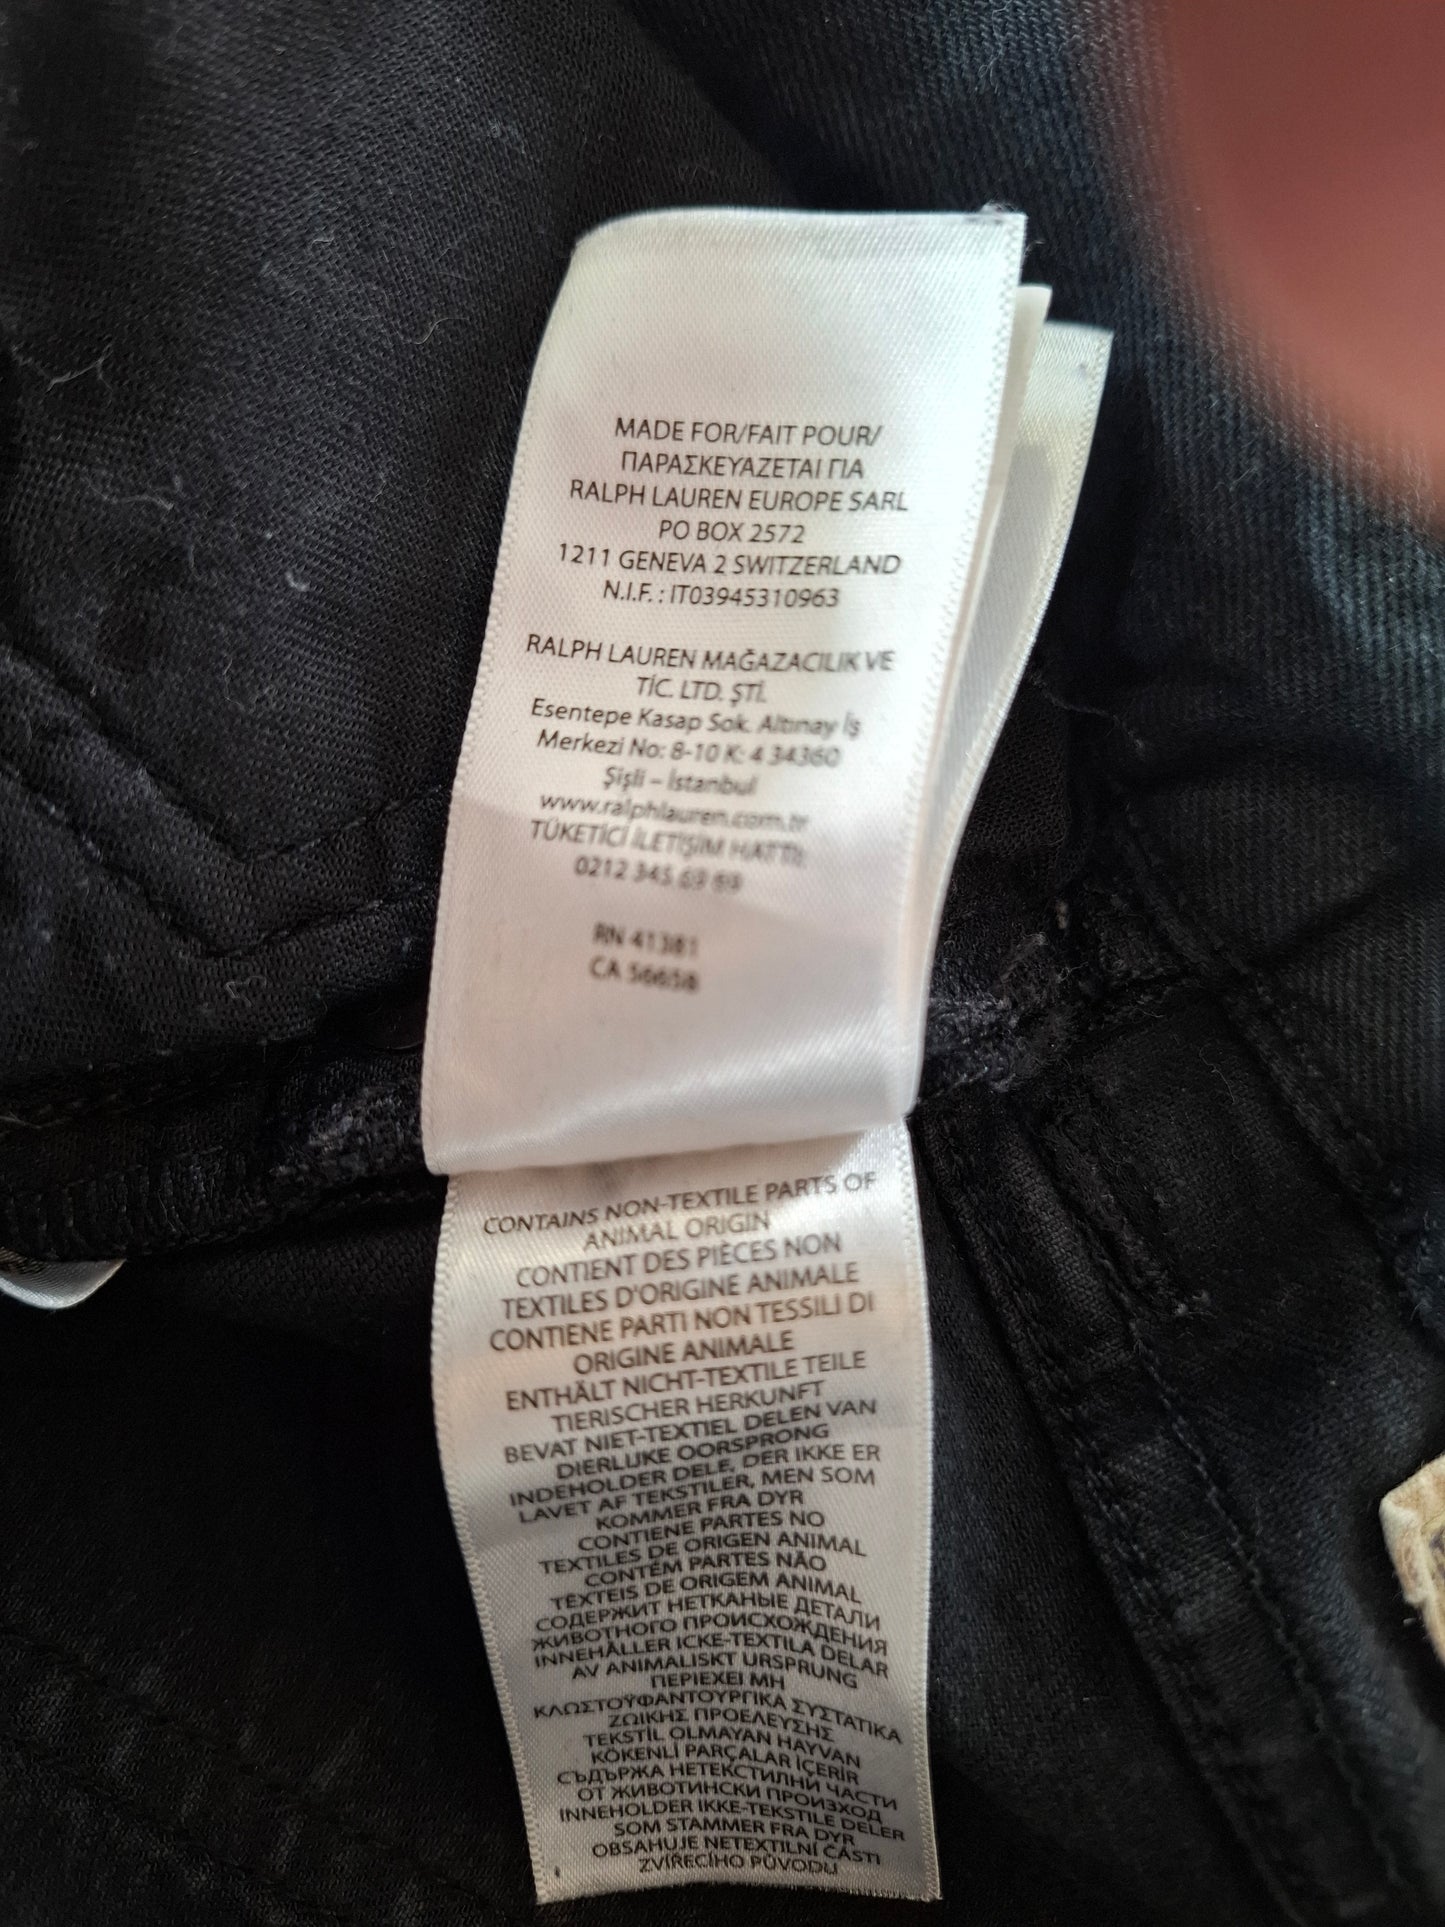 MADE FOR/FAIT POUR/
ΠΑΡΑΣΚΕΥΑΖΕΤΑΙ ΓΙΑ
RALPH LAUREN EUROPE SARL
PO BOX 2572
1211 GENEVA 2 SWITZERLAND
N.I.F. : IT03945310963
RALPH LAUREN MAĞAZACILIK VE
TİC. LTD. ŞTİ.
Esentepe Kasap Sok. Altınay İş
Merkezi No: 8-10 K: 4 34360
Şişli – İstanbul
www.ralphlauren.com.tr
TÜKETİCİ İLETİŞİM HATTI:
0212 345 69 69
RN 41381
CA 56658
CONTAINS NON-TEXTILE PARTS OF
ANIMAL ORIGIN
CONTIENT DES PIÈCES NON
TEXTILES D'ORIGINE ANIMALE
CONTIENE PARTI NON TESSILI DI
ORIGINE ANIMALE
ENTHÄLT NICHT-TEXTILE TEILE
TIERISCHER HERKUNFT
BEVAT NIET-TEXTIEL DELEN VAN
DIERLIJKE OORSPRONG
INDEHOLDER DELE, DER IKKE ER
LAVET AF TEKSTILER, MEN SOM
KOMMER FRA DYR
CONTIENE PARTES NO
TEXTILES DE ORIGEN ANIMAL
CONTÉM PARTES NÃO
TEXTEIS DE ORIGEM ANIMAL
СОДЕРЖИТ НЕТКАНЫЕ ДЕТАЛИ
ЖИВОТНОГО ПРОИСХОЖДЕНИЯ
INNEHÅLLER ICKE-TEXTILA DELAR
AV ANIMALISKT URSPRUNG
ΠΕΡΙΕΧΕΙ ΜΗ
ΚΛΩΣΤΟΫΦΑΝΤΟΥΡΓΙΚΑ ΣΥΣΤΑΤΙΚΑ
ΖΩΙΚΗΣ ΠΡΟΕΛΕΥΣΗΣ
TEKSTİL OLMAYAN HAYVAN
KÖKENLİ PARÇALAR İÇERİR
СЪДЪРЖА НЕТЕКСТИЛНИ ЧАСТИ
ОТ ЖИВОТИНСКИ ПРОИЗХОД
INNEHOLDER IKKE-TEKSTILE DELER
SOM STAMMER FRA DYR
OBSAHUJE NETEXTILNÍ ČÁSTI
ZVÍŘECÍHO PŮVODU